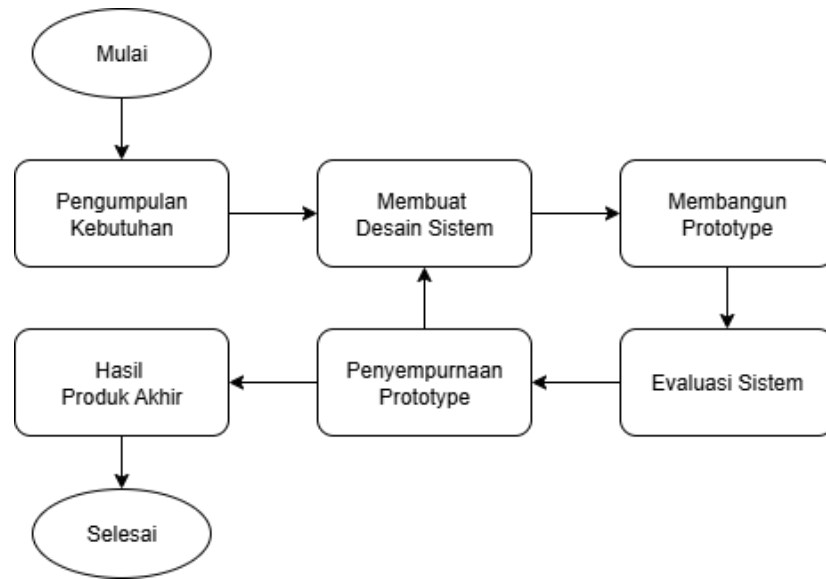 Mulai
Pengumpulan
Kebutuhan
Membuat
Desain Sistem
Membangun
Prototype
Hasil
Produk Akhir
Penyempurnaan
Prototype
Evaluasi Sistem
Selesai